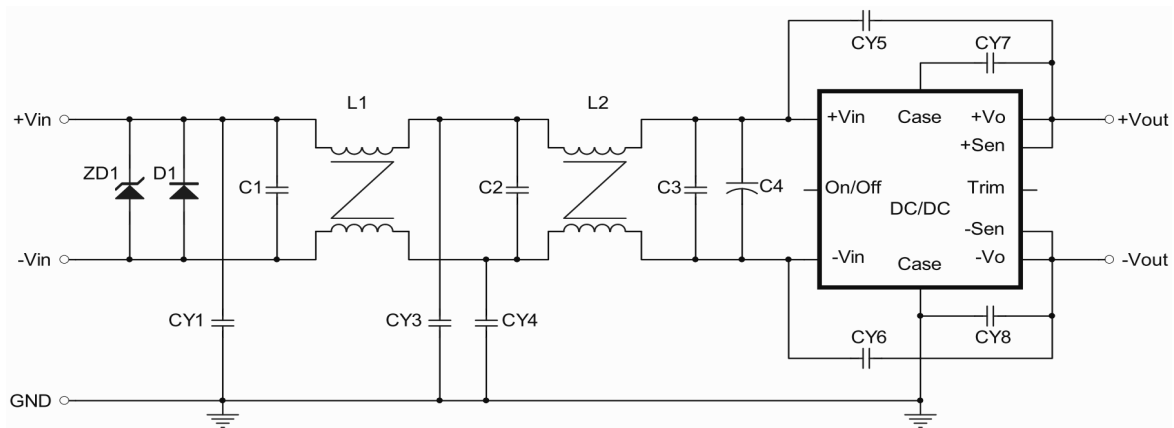 CY5
CY7
L1
L2
+Vin
+Vin
Case
+Vo
+Vout
+Sen
ZD1
D1
C1
C2
C3
C4
On/Off
Trim
DC/DC
-Sen
-Vin
-Vin
Case
-Vo
-Vout
CY1
CY3
CY4
CY6
CY8
GND